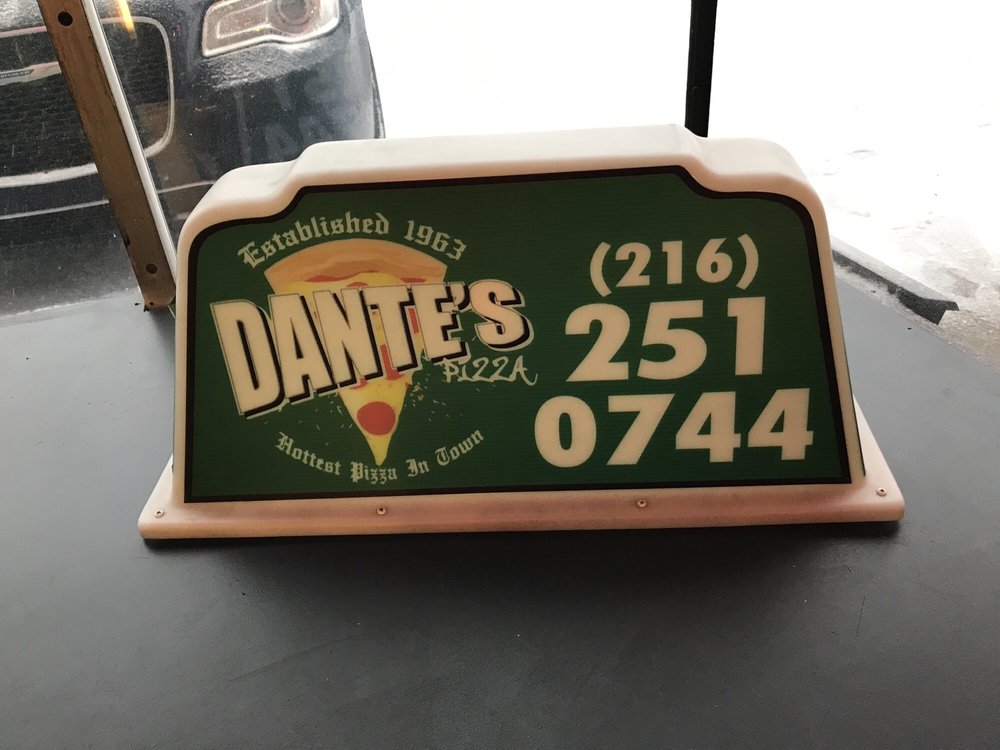 Established 1963
DANTE'S
PIZZA
Hottest Pizza In Town
(216)
251
0744